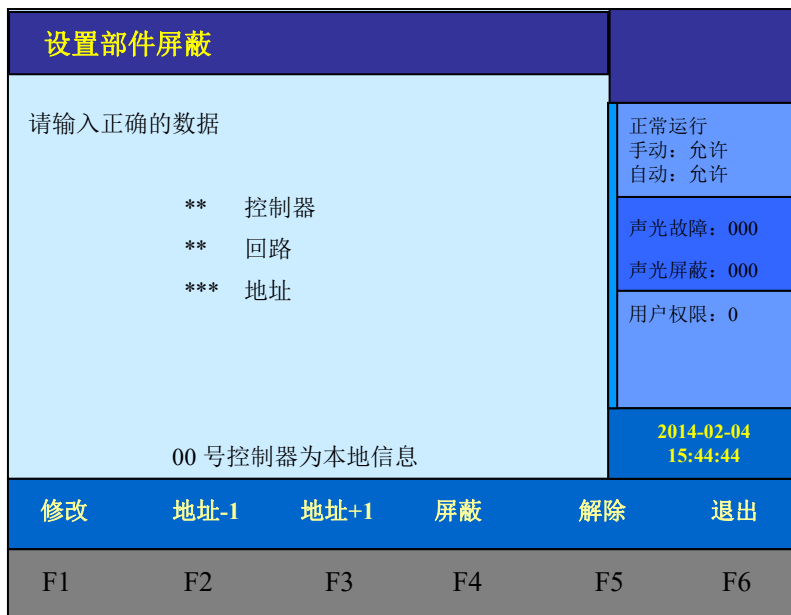 设置部件屏蔽
请输入正确的数据
** 控制器
** 回路
*** 地址
00 号控制器为本地信息
正常运行
手动：允许
自动：允许
声光故障：000
声光屏蔽：000
用户权限：0
2014-02-04
15:44:44
修改 地址-1 地址+1 屏蔽 解除 退出
F1 F2 F3 F4 F5 F6